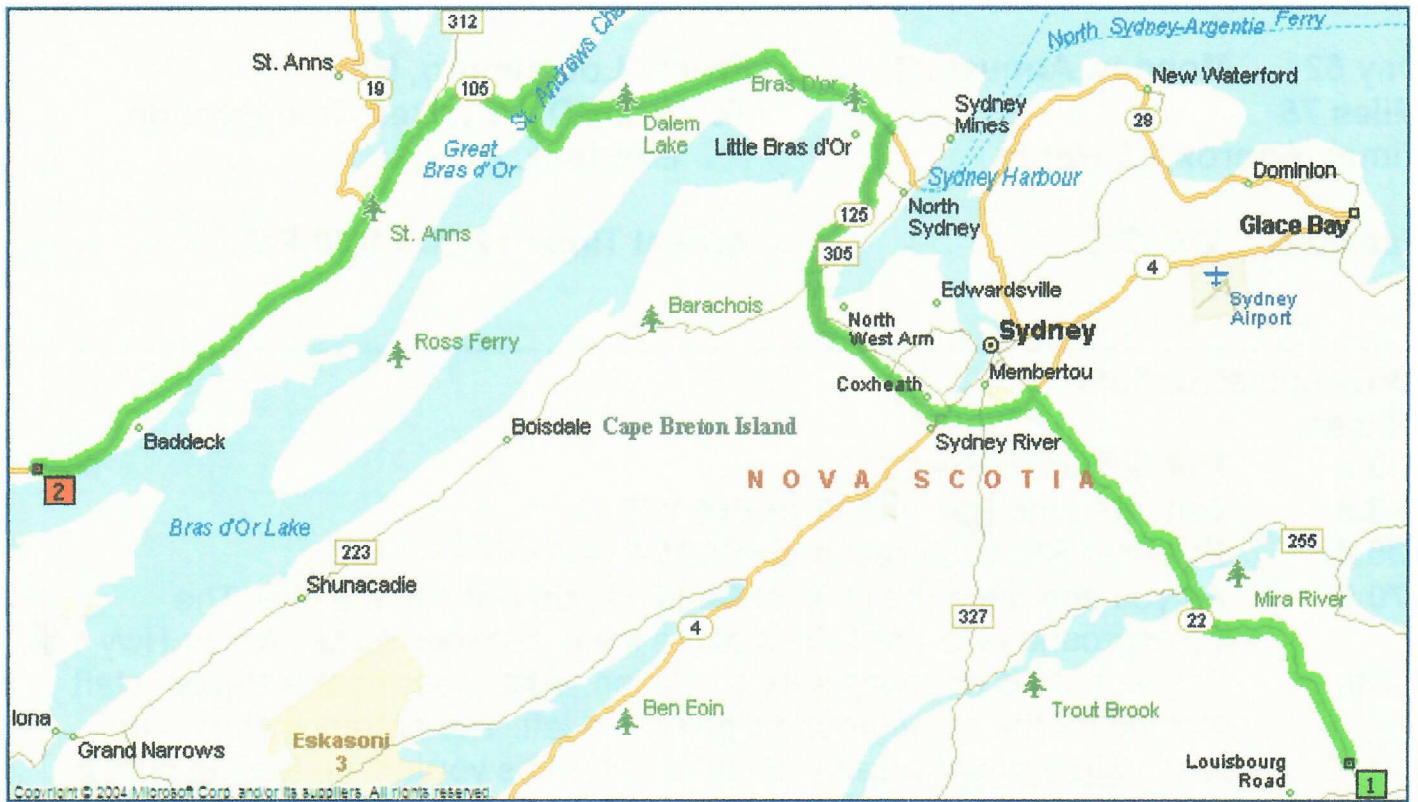 312
North Sydney-Argentia Ferry
St. Anns
19
105
St. Andrews Cha
Bras D'or
New Waterford
Sydney
Mines
28
Dalem
Lake
Little Bras d'Or
Great
Bras d'Or
Sydney Harbour
Dominion
St. Anns
125
North
Sydney
Glace Bay
305
4
Barachois
Edwardsville
Sydney
Airport
North
West Arm
Sydney
Ross Ferry
Membertou
Coxheath
Baddeck
Boisdale
Cape Breton Island
Sydney River
2
NOVA SCOTIA
Bras d'Or Lake
223
255
Shunacadie
Mira River
4
327
22
Iona
Grand Narrows
Eskasoni
3
Ben Eoin
Trout Brook
Louisbourg
Road
1
Copyright © 2004 Microsoft Corp. and/or its suppliers. All rights reserved.